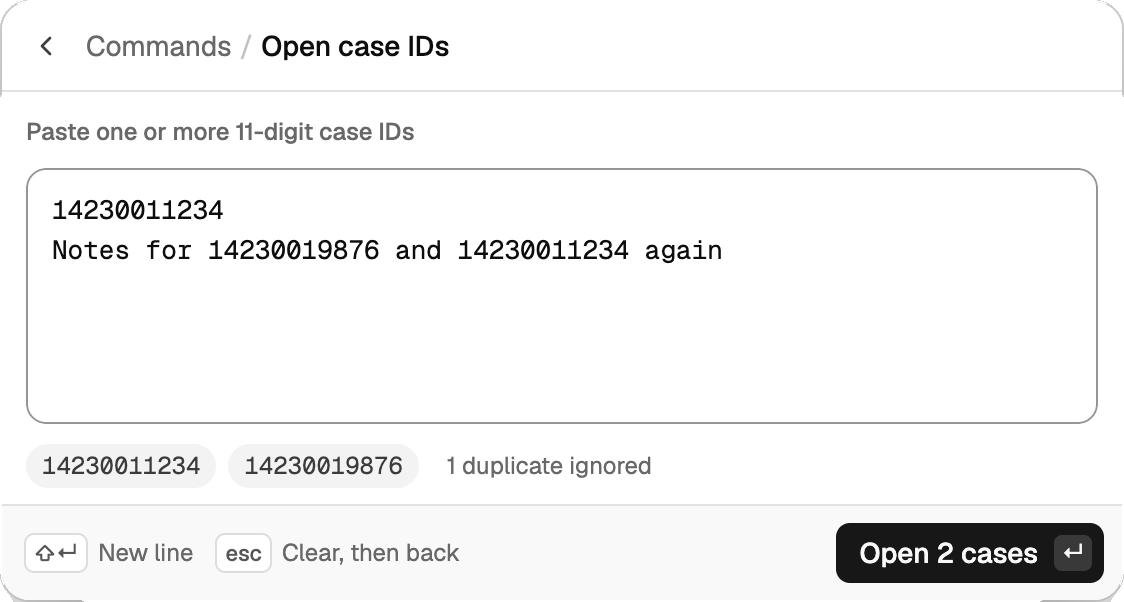 Commands / Open case IDs
Paste one or more 11-digit case IDs
14230011234
Notes for 14230019876 and 14230011234 again
14230011234 14230019876 1 duplicate ignored
⇧↵ New line esc Clear, then back Open 2 cases ↵